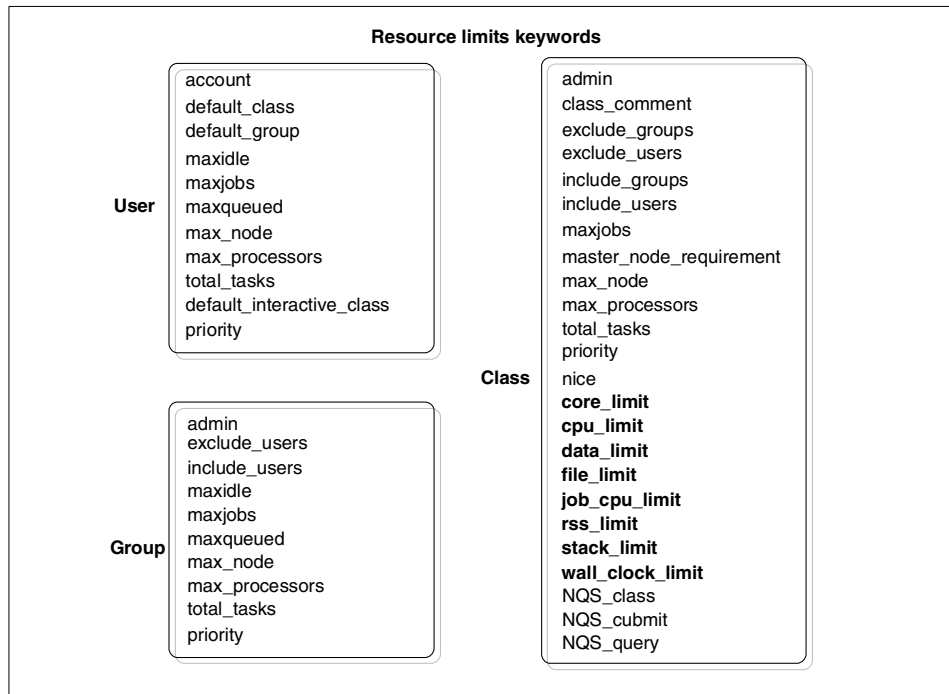 Resource limits keywords
User
account
default_class
default_group
maxidle
maxjobs
maxqueued
max_node
max_processors
total_tasks
default_interactive_class
priority
Group
admin
exclude_users
include_users
maxidle
maxjobs
maxqueued
max_node
max_processors
total_tasks
priority
Class
admin
class_comment
exclude_groups
exclude_users
include_groups
include_users
maxjobs
master_node_requirement
max_node
max_processors
total_tasks
priority
nice
core_limit
cpu_limit
data_limit
file_limit
job_cpu_limit
rss_limit
stack_limit
wall_clock_limit
NQS_class
NQS_cubmit
NQS_query